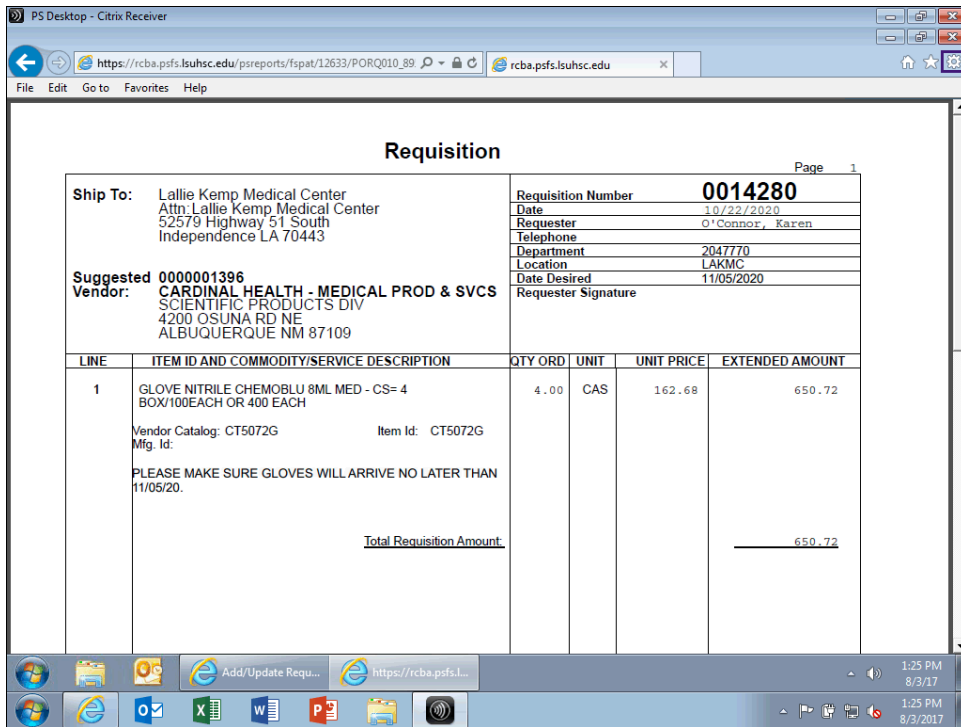 PS Desktop - Citrix Receiver
https://rcba.psfs.lsuhsc.edu/psreports/fspat/12633/PORQ010_89
rcba.psfs.lsuhsc.edu
File Edit Go to Favorites Help
Requisition
Page 1
Ship To: Lallie Kemp Medical Center
Attn:Lallie Kemp Medical Center
52579 Highway 51 South
Independence LA 70443
Suggested Vendor: 0000001396
CARDINAL HEALTH - MEDICAL PROD & SVCS
SCIENTIFIC PRODUCTS DIV
4200 OSUNA RD NE
ALBUQUERQUE NM 87109
Requisition Number 0014280
Date 10/22/2020
Requester O'Connor, Karen
Telephone
Department 2047770
Location LAKMC
Date Desired 11/05/2020
Requester Signature
LINE ITEM ID AND COMMODITY/SERVICE DESCRIPTION QTY ORD UNIT UNIT PRICE EXTENDED AMOUNT
1 GLOVE NITRILE CHEMOBLU 8ML MED - CS= 4 4.00 CAS 162.68 650.72
BOX/100EACH OR 400 EACH
Vendor Catalog: CT5072G Item Id: CT5072G
Mfg. Id:
PLEASE MAKE SURE GLOVES WILL ARRIVE NO LATER THAN
11/05/20.
Total Requisition Amount: 650.72
Add/Update Requ... https://rcba.psfs.l...
1:25 PM
8/3/17
1:25 PM
8/3/2017